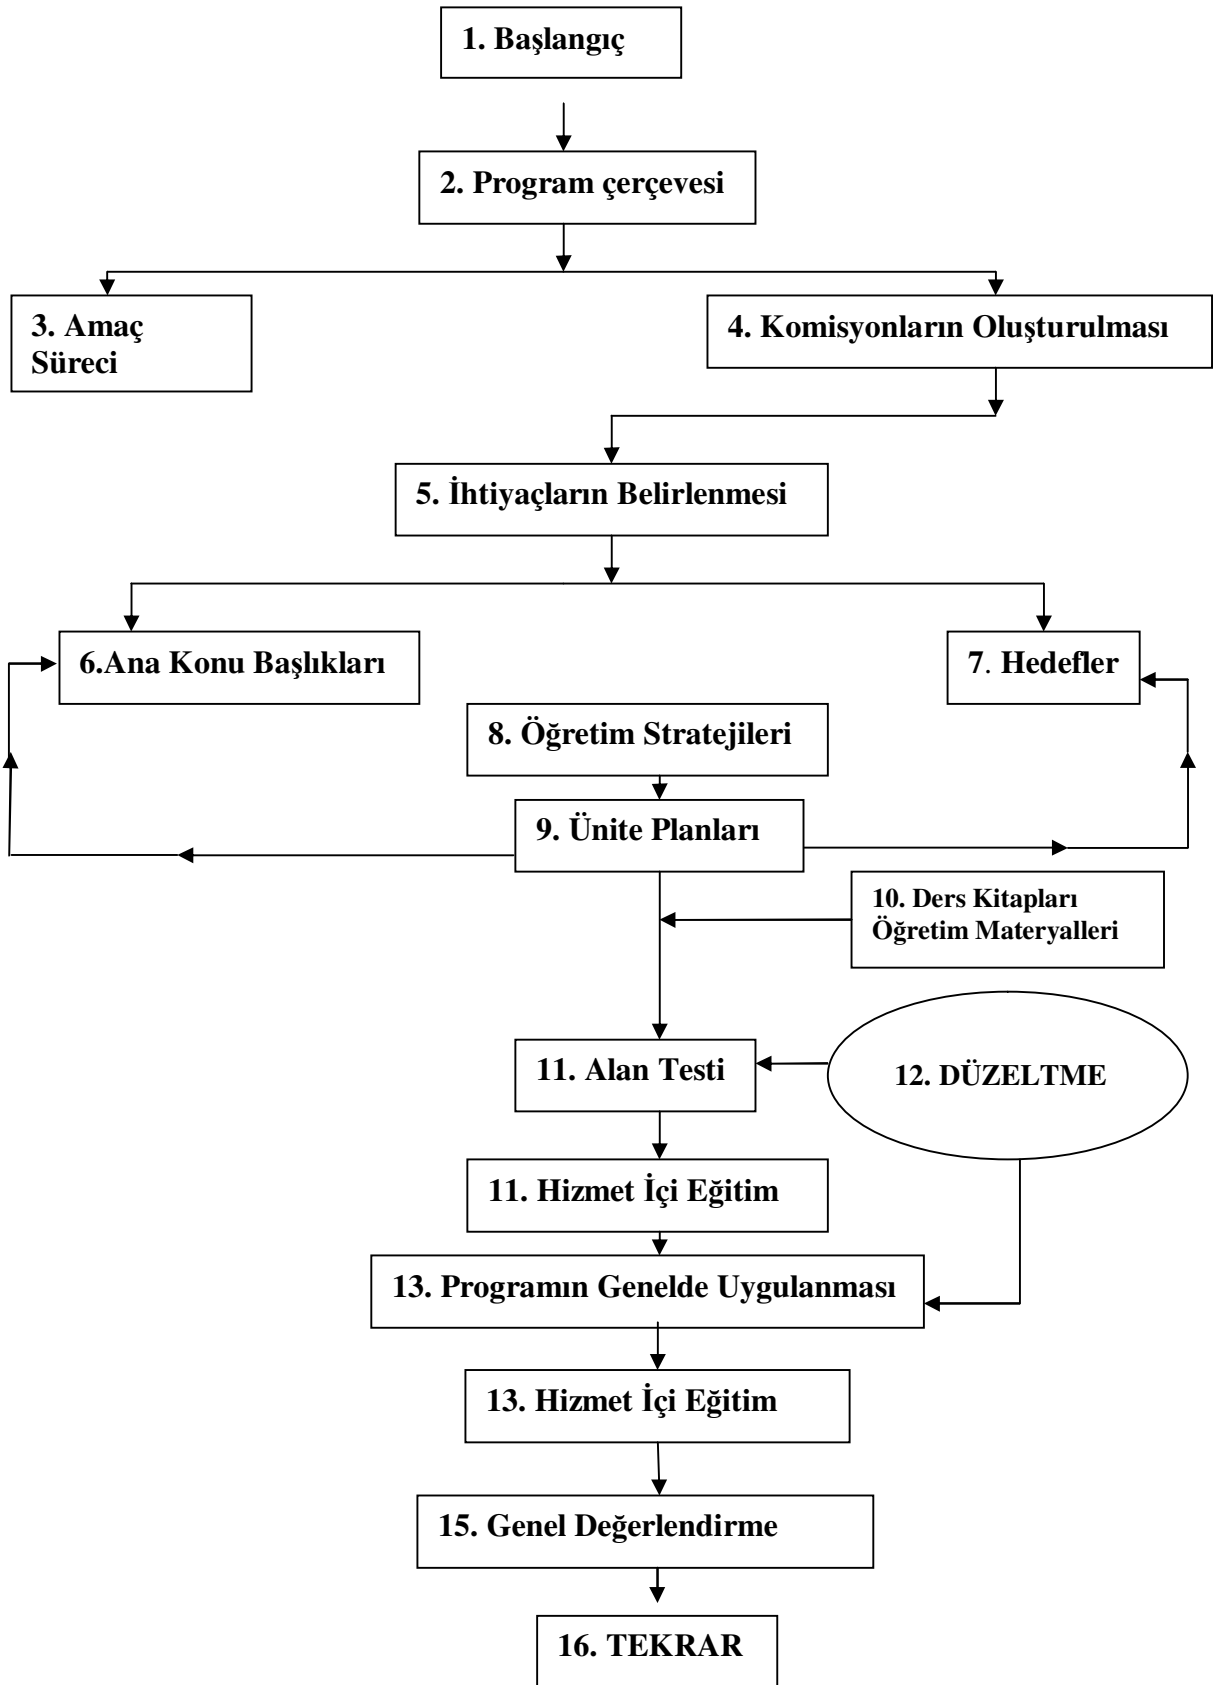 1. Başlangıç
2. Program çerçevesi
3. Amaç
Süreci
4. Komisyonların Oluşturulması
5. İhtiyaçların Belirlenmesi
6.Ana Konu Başlıkları
7. Hedefler
8. Öğretim Stratejileri
9. Ünite Planları
10. Ders Kitapları
Öğretim Materyalleri
11. Alan Testi
12. DÜZELTME
11. Hizmet İçi Eğitim
13. Programın Genelde Uygulanması
13. Hizmet İçi Eğitim
15. Genel Değerlendirme
16. TEKRAR